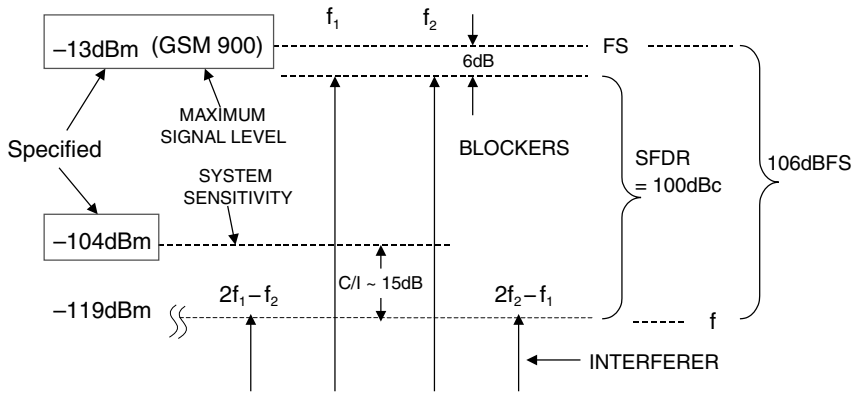 f1
f2
−13dBm (GSM 900)
FS
6dB
MAXIMUM
SIGNAL LEVEL
Specified
BLOCKERS
SFDR
= 100dBc
106dBFS
SYSTEM
SENSITIVITY
−104dBm
C/I ~ 15dB
−119dBm
2f1 − f2
2f2 − f1
f
INTERFERER